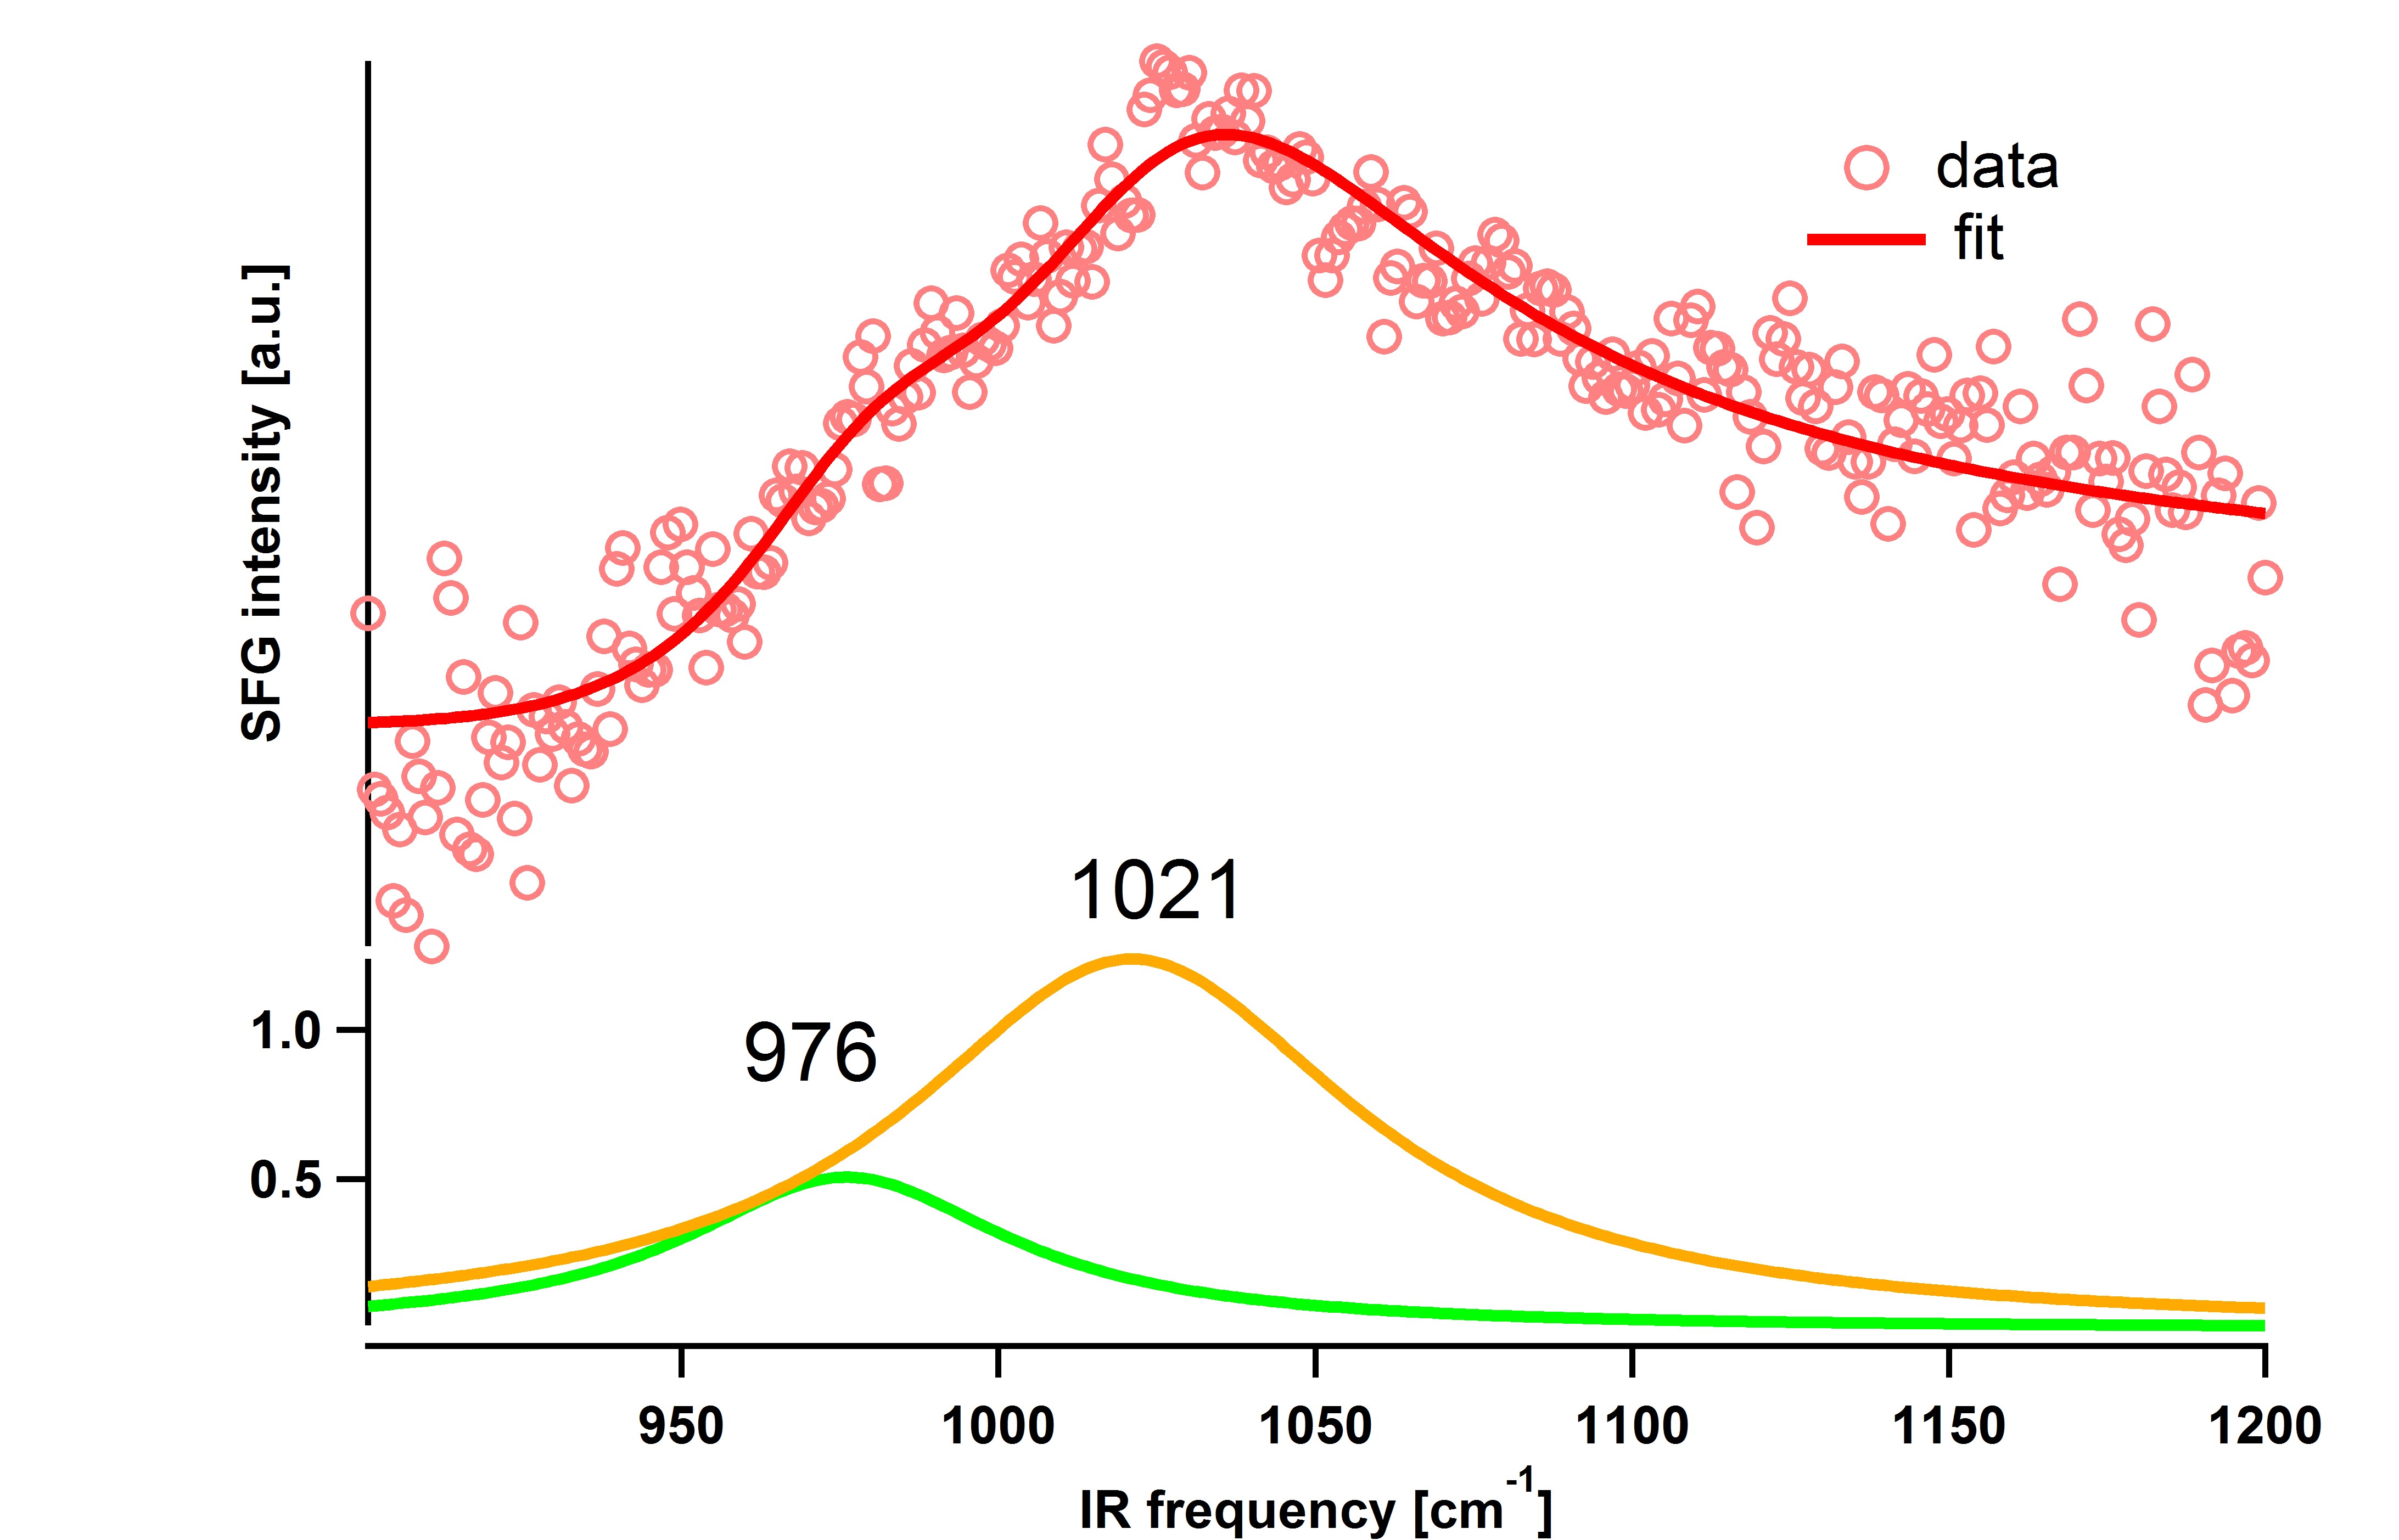 SFG intensity [a.u.]
data
fit
1021
976
1.0
0.5
950 1000 1050 1100 1150 1200
IR frequency [cm-1]